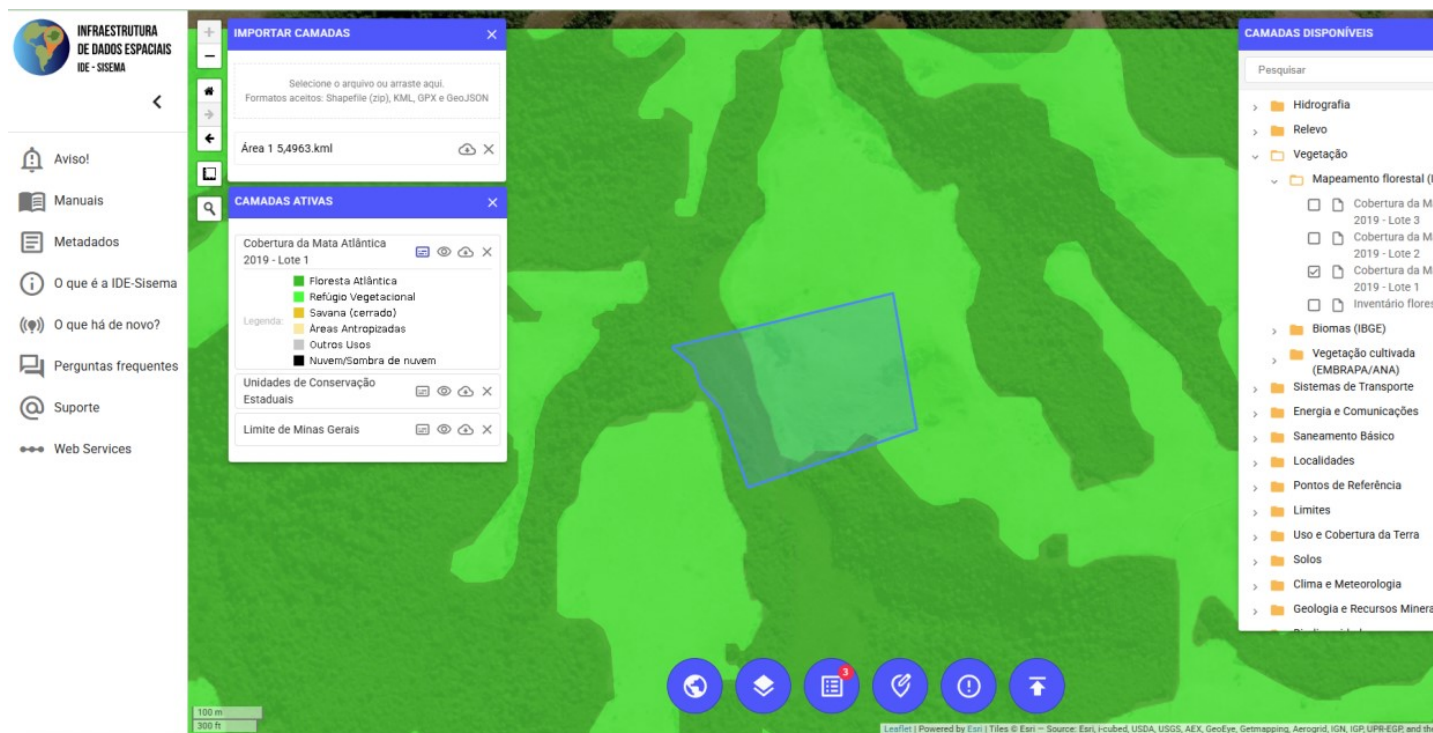 INFRAESTRUTURA
DE DADOS ESPACIAIS
IDE - SISEMA
Aviso!
Manuais
Metadados
O que é a IDE-Sisema
O que há de novo?
Perguntas frequentes
Suporte
Web Services
IMPORTAR CAMADAS
Selecione o arquivo ou arraste aqui.
Formatos aceitos: Shapefile (zip), KML, GPX e GeoJSON
Área 1 5,4963.kml
CAMADAS ATIVAS
Cobertura da Mata Atlântica
2019 - Lote 1
Legenda:
Floresta Atlântica
Refúgio Vegetacional
Savana (cerrado)
Áreas Antropizadas
Outros Usos
Nuvem/Sombra de nuvem
Unidades de Conservação
Estaduais
Limite de Minas Gerais
CAMADAS DISPONÍVEIS
Pesquisar
Hidrografia
Relevo
Vegetação
Mapeamento florestal (I
Cobertura da M
2019 - Lote 3
Cobertura da M
2019 - Lote 2
Cobertura da M
2019 - Lote 1
Inventário flores
Biomas (IBGE)
Vegetação cultivada
(EMBRAPA/ANA)
Sistemas de Transporte
Energia e Comunicações
Saneamento Básico
Localidades
Pontos de Referência
Limites
Uso e Cobertura da Terra
Solos
Clima e Meteorologia
Geologia e Recursos Minera
3
100 m
300 ft
Leaflet | Powered by Esri | Tiles © Esri — Source: Esri, i-cubed, USDA, USGS, AEX, GeoEye, Getmapping, Aerogrid, IGN, IGP, UPR-EGP, and the